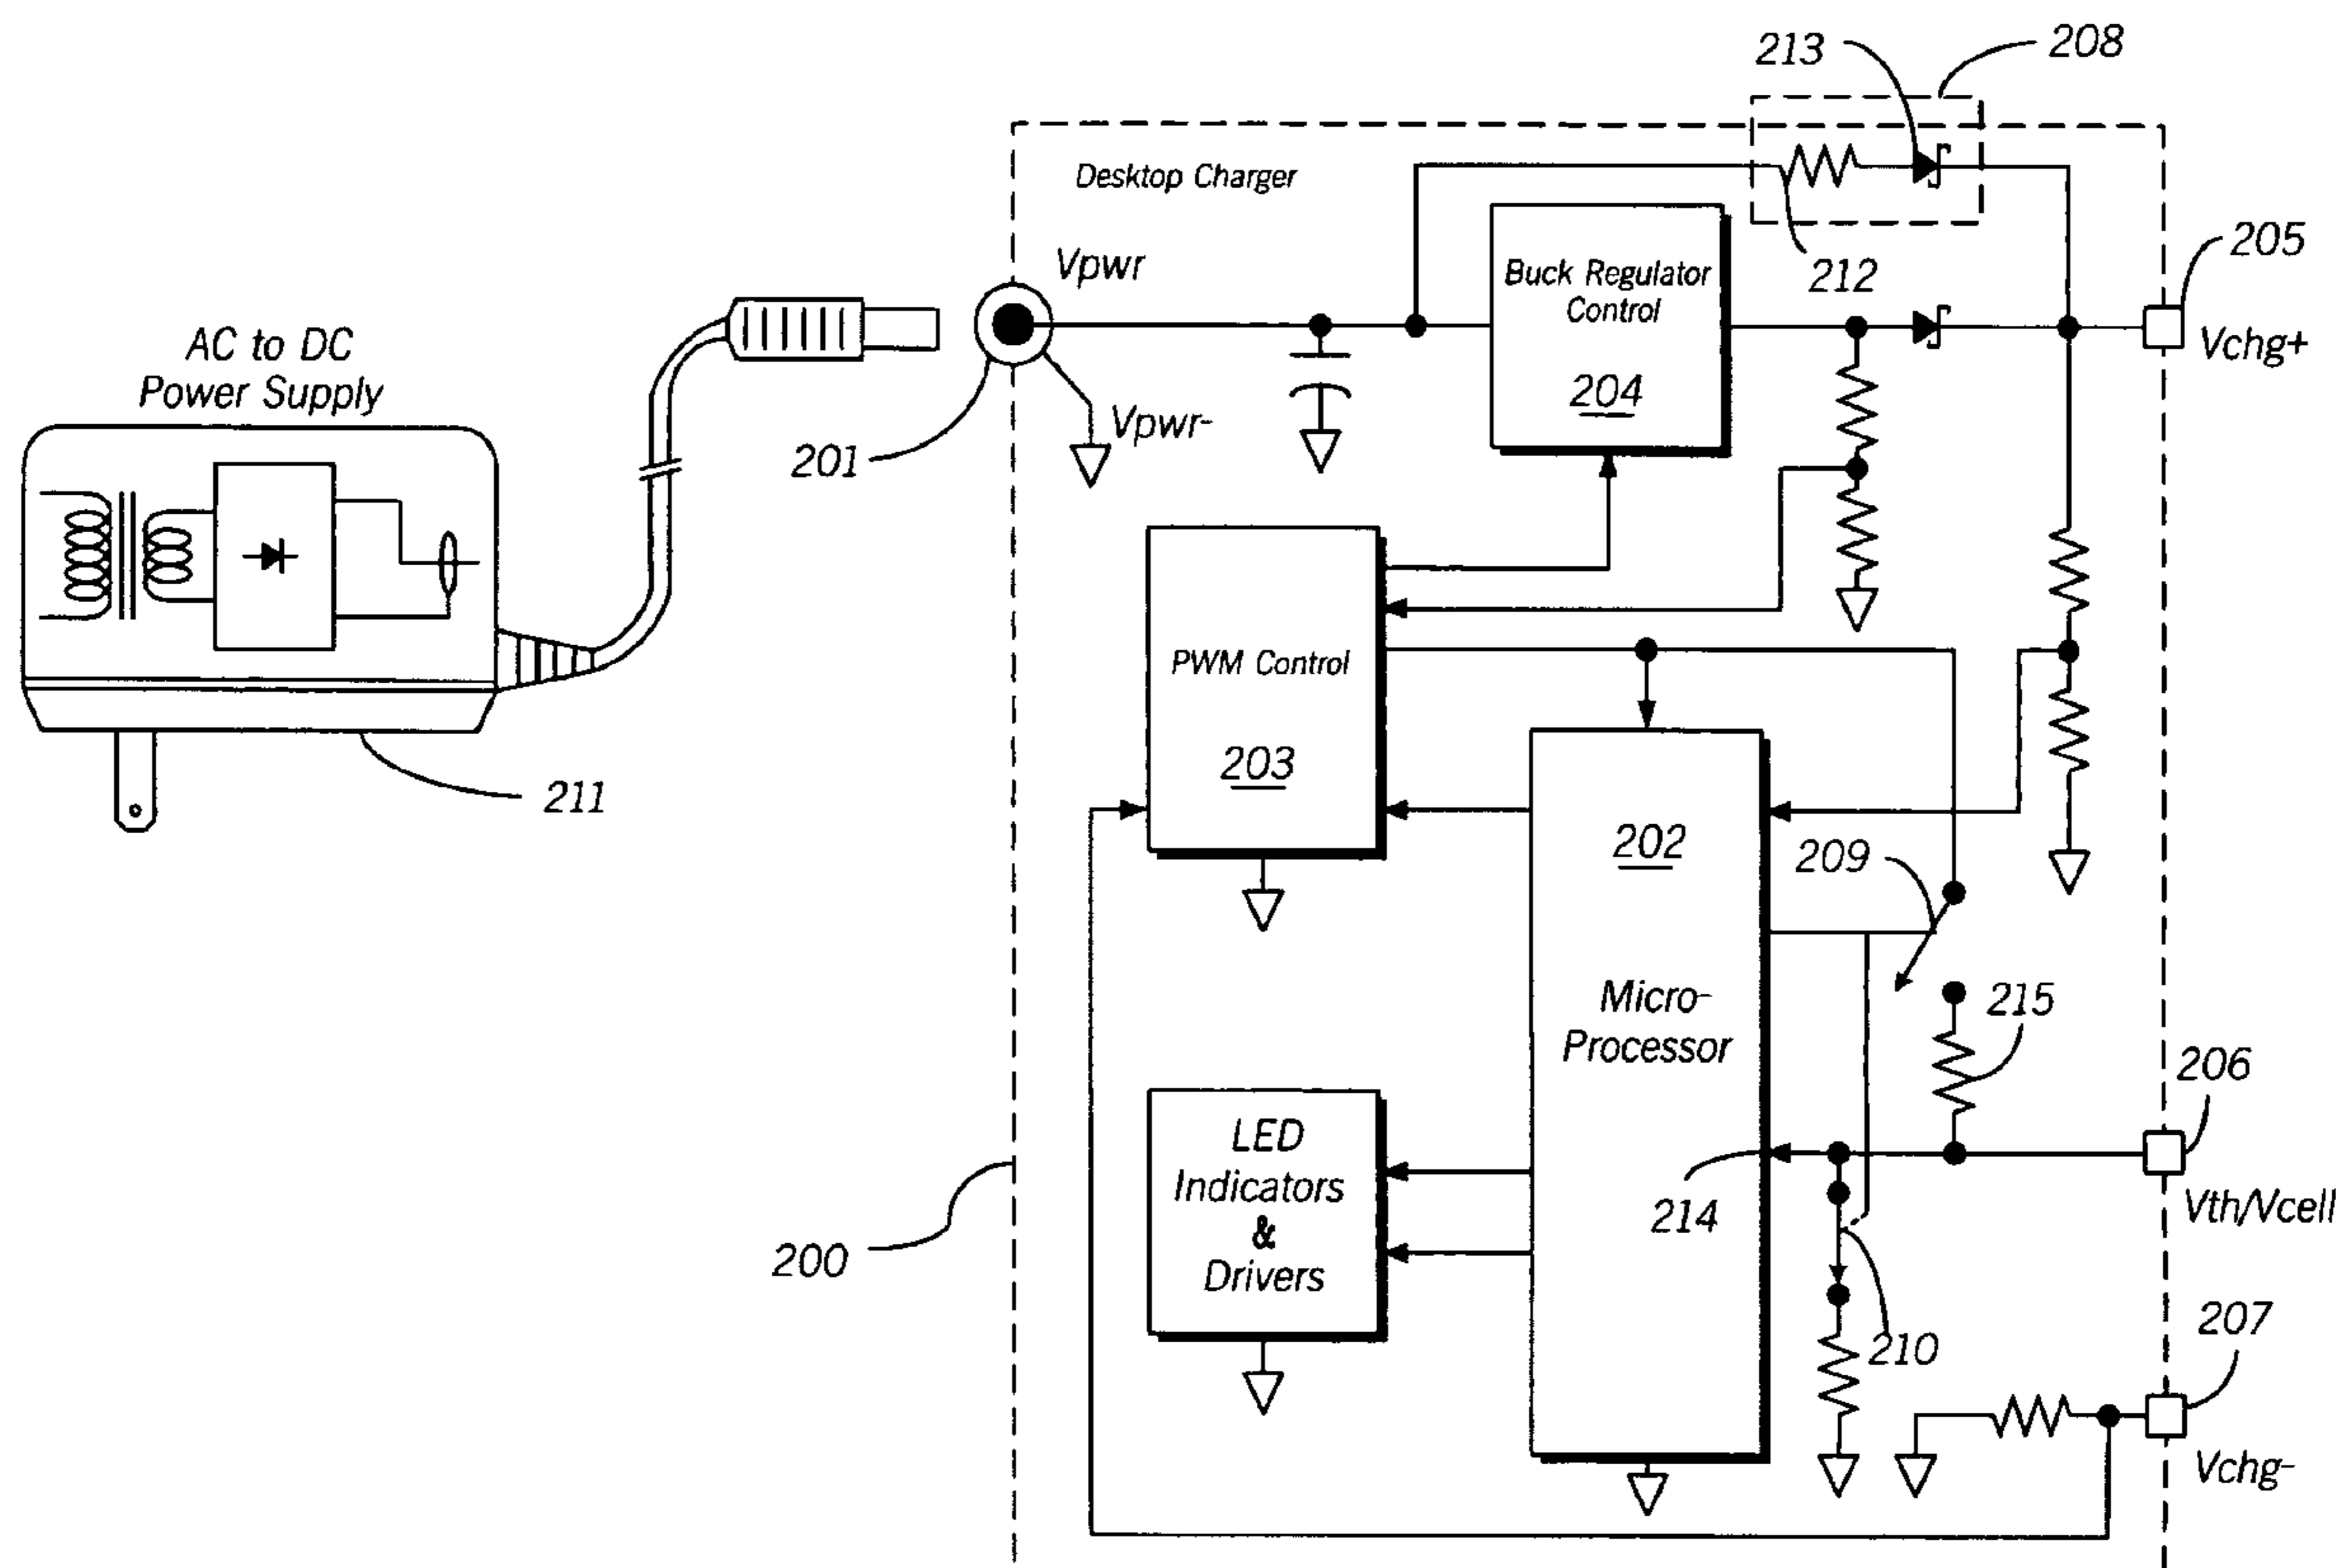 213
208
Desktop Charger
212
205
Vpwr
Buck Regulator
Control
204
Vchg+
AC to DC
Power Supply
Vpwr-
201
PWM Control
203
211
202
209
Micro-
Processor
215
206
LED
Indicators
&
Drivers
214
Vth/Vcell
200
210
207
Vchg-